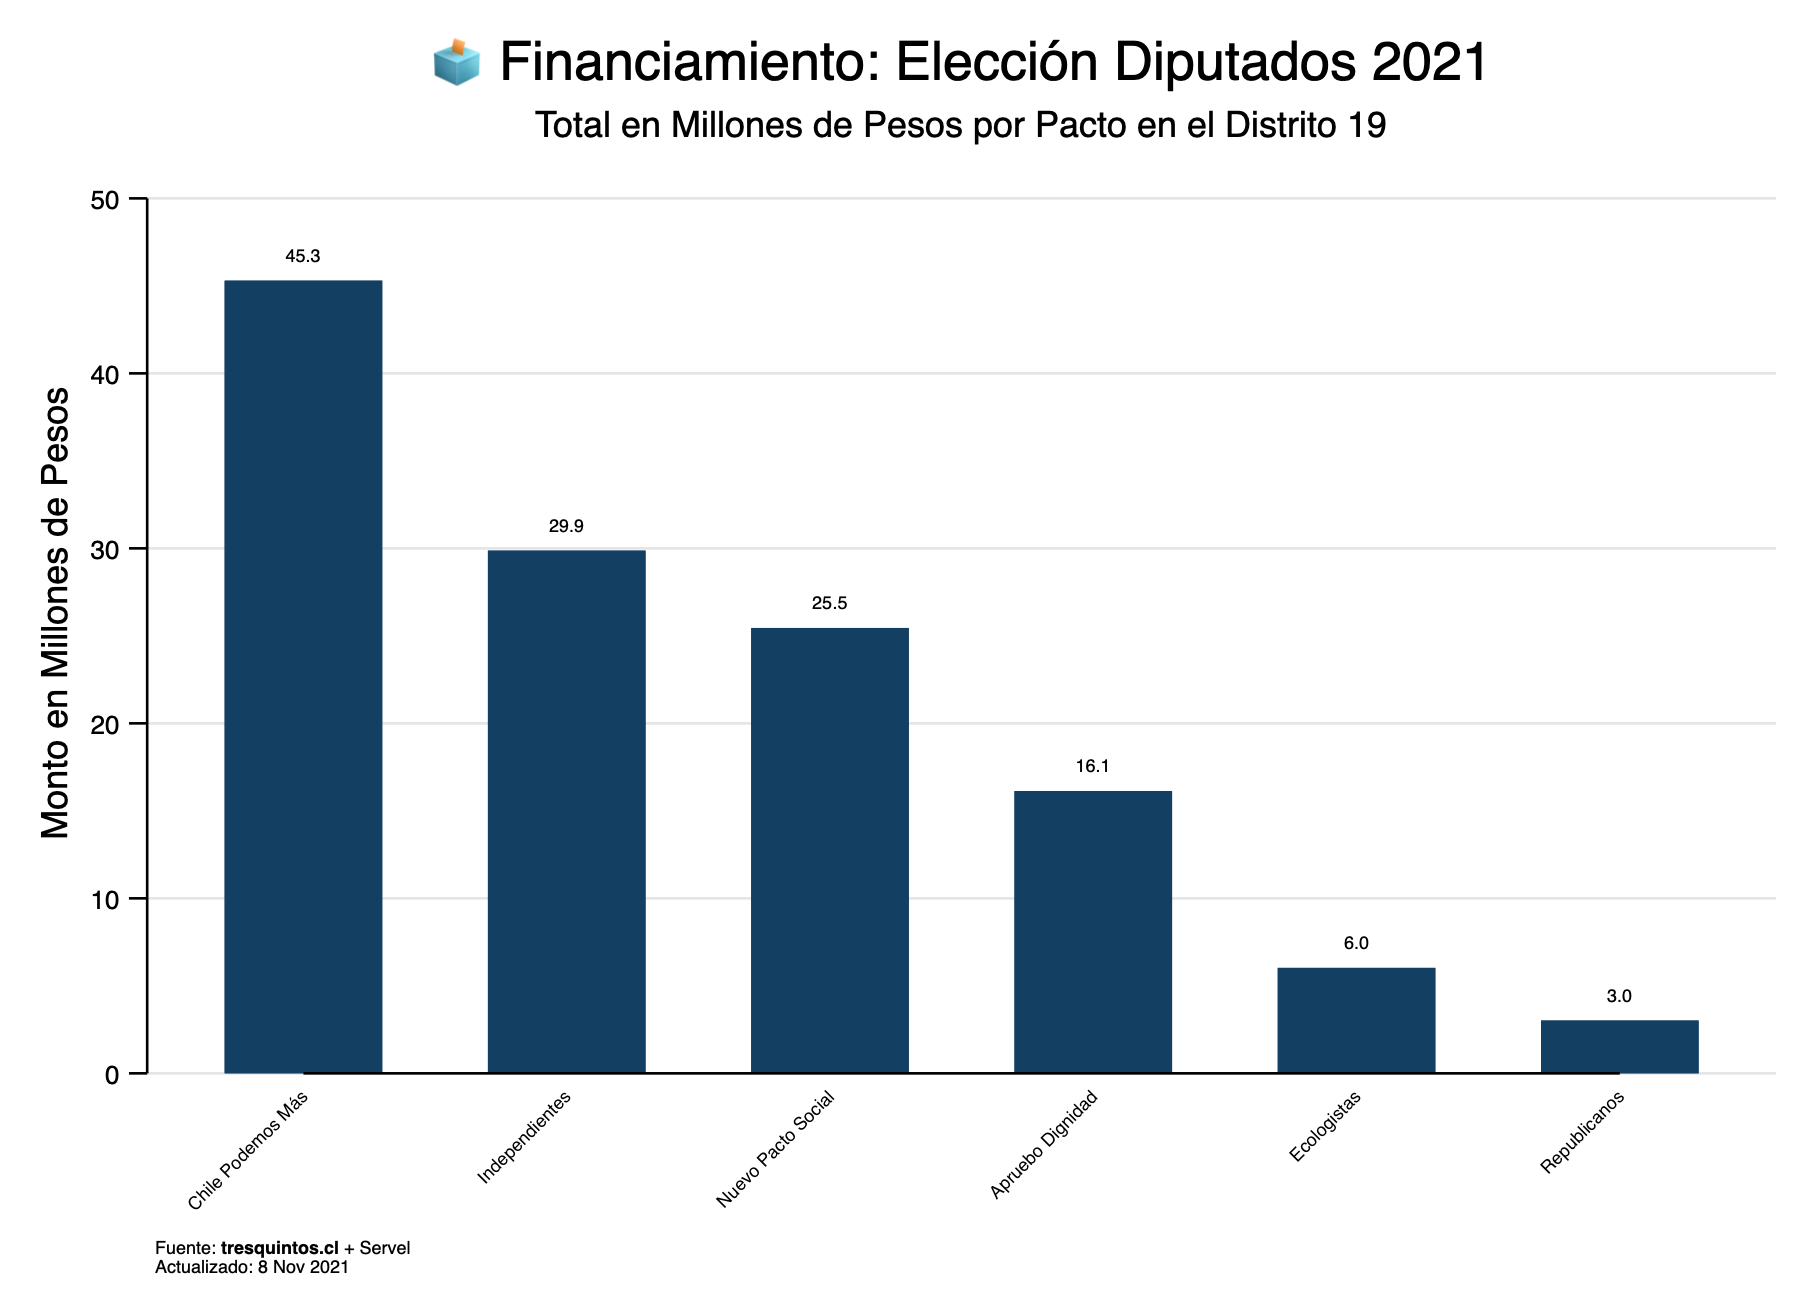 Financiamiento: Elección Diputados 2021
Total en Millones de Pesos por Pacto en el Distrito 19
Monto en Millones de Pesos
50
40
30
20
10
0
45.3
29.9
25.5
16.1
6.0
3.0
Chile Podemos Más
Independientes
Nuevo Pacto Social
Apruebo Dignidad
Ecologistas
Republicanos
Fuente: tresquintos.cl + Servel
Actualizado: 8 Nov 2021